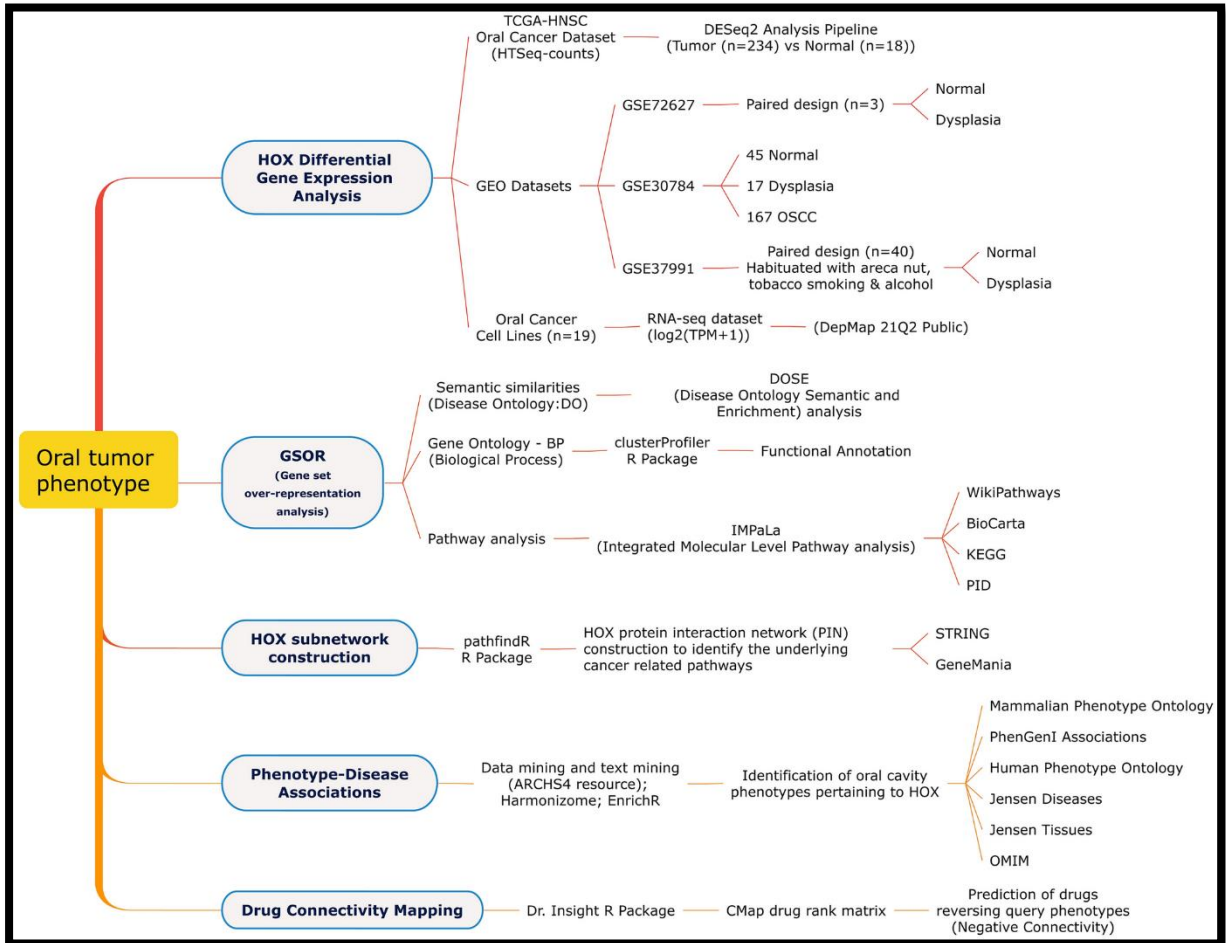 TCGA-HNSC
Oral Cancer Dataset
(HTSeq-counts)
DESeq2 Analysis Pipeline
(Tumor (n=234) vs Normal (n=18))
HOX Differential
Gene Expression
Analysis
GEO Datasets
GSE72627
Paired design (n=3)
Normal
Dysplasia
GSE30784
45 Normal
17 Dysplasia
167 OSCC
GSE37991
Paired design (n=40)
Habituated with areca nut,
tobacco smoking & alcohol
Normal
Dysplasia
Oral Cancer
Cell Lines (n=19)
RNA-seq dataset
(log2(TPM+1))
(DepMap 21Q2 Public)
Oral tumor
phenotype
GSOR
(Gene set
over-representation
analysis)
Semantic similarities
(Disease Ontology:DO)
DOSE
(Disease Ontology Semantic and
Enrichment) analysis
Gene Ontology - BP
(Biological Process)
clusterProfiler
R Package
Functional Annotation
Pathway analysis
IMPaLa
(Integrated Molecular Level Pathway analysis)
WikiPathways
BioCarta
KEGG
PID
HOX subnetwork
construction
pathfindR
R Package
HOX protein interaction network (PIN)
construction to identify the underlying
cancer related pathways
STRING
GeneMania
Phenotype-Disease
Associations
Data mining and text mining
(ARCHS4 resource);
Harmonizome; EnrichR
Identification of oral cavity
phenotypes pertaining to HOX
Mammalian Phenotype Ontology
PhenGenI Associations
Human Phenotype Ontology
Jensen Diseases
Jensen Tissues
OMIM
Drug Connectivity Mapping
Dr. Insight R Package
CMap drug rank matrix
Prediction of drugs
reversing query phenotypes
(Negative Connectivity)